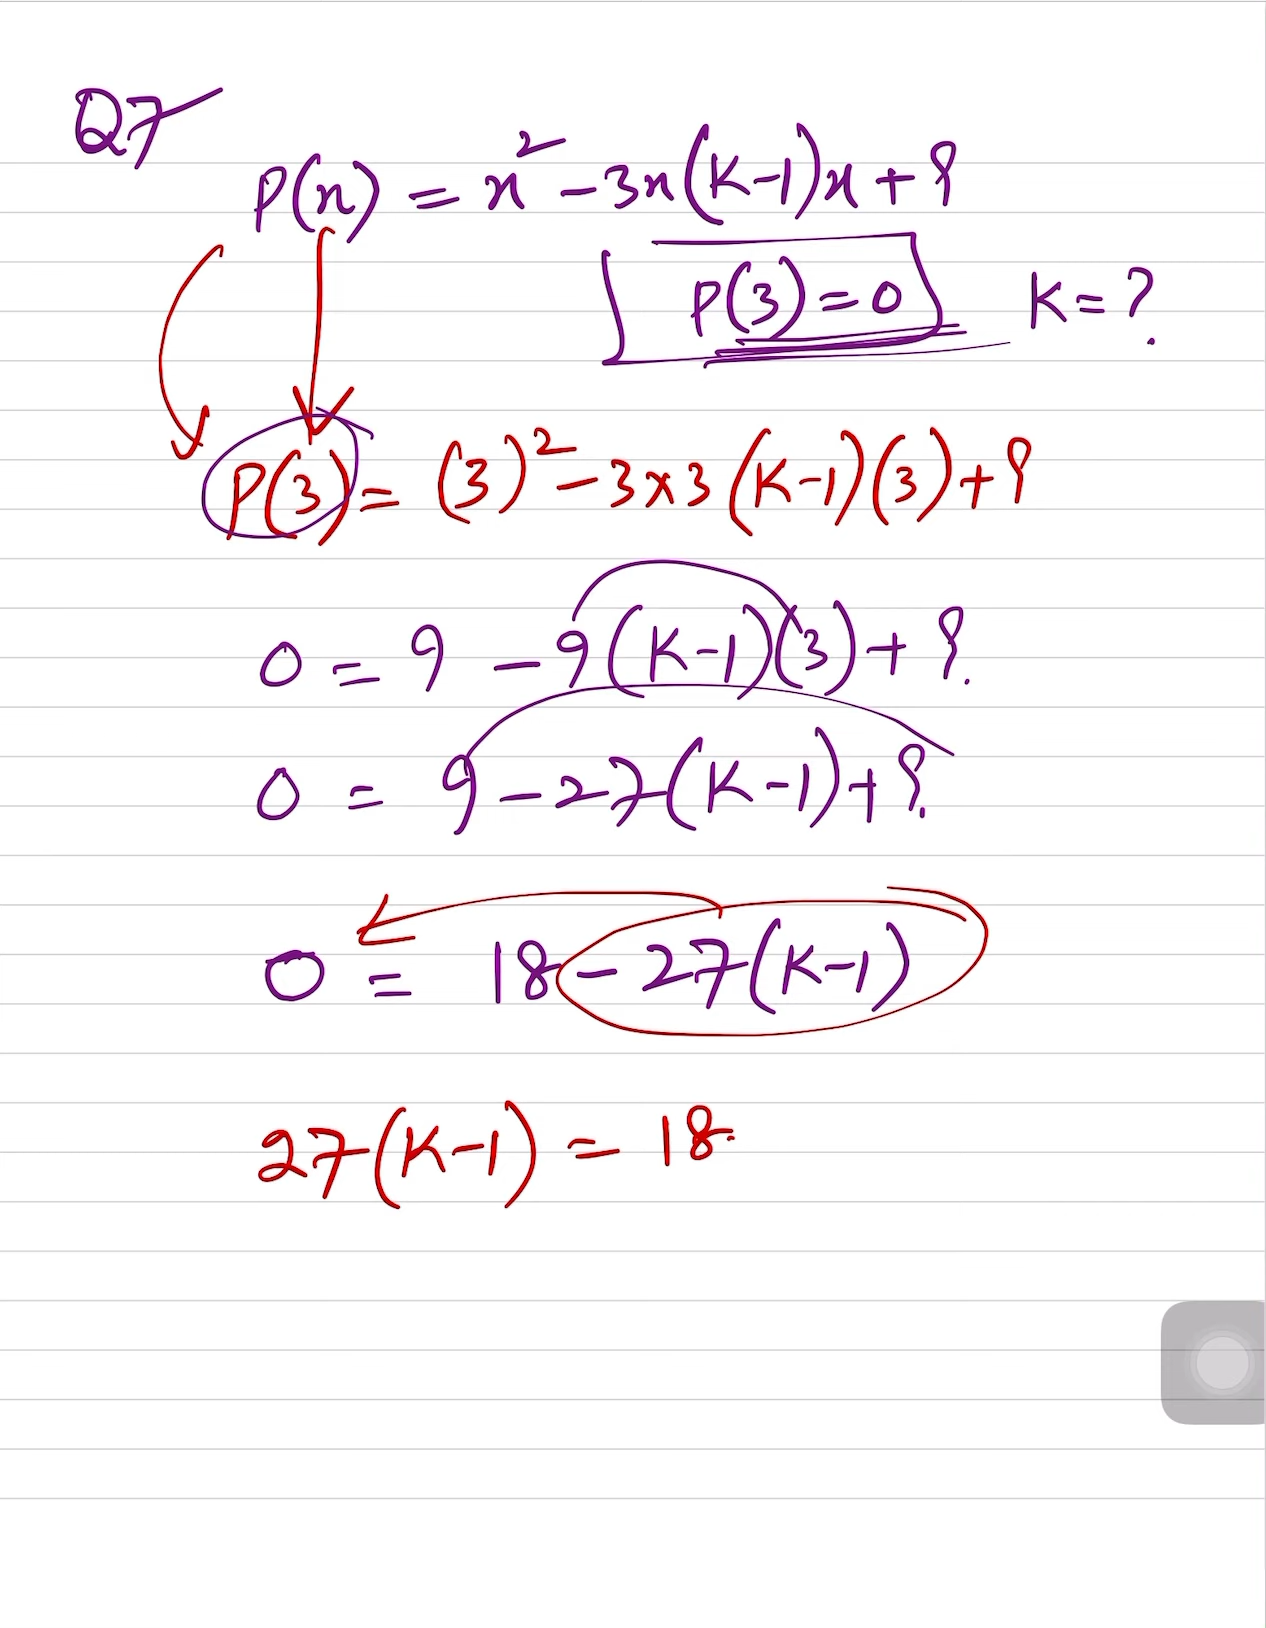 Q7
P(x) = x² - 3x(K-1)x + 9
P(3) = 0 K = ?
P(3) = (3)² - 3×3(K-1)(3) + 9
0 = 9 - 9(K-1)(3) + 9.
0 = 9 - 27(K-1) + 9.
0 = 18 - 27(K-1)
27(K-1) = 18.